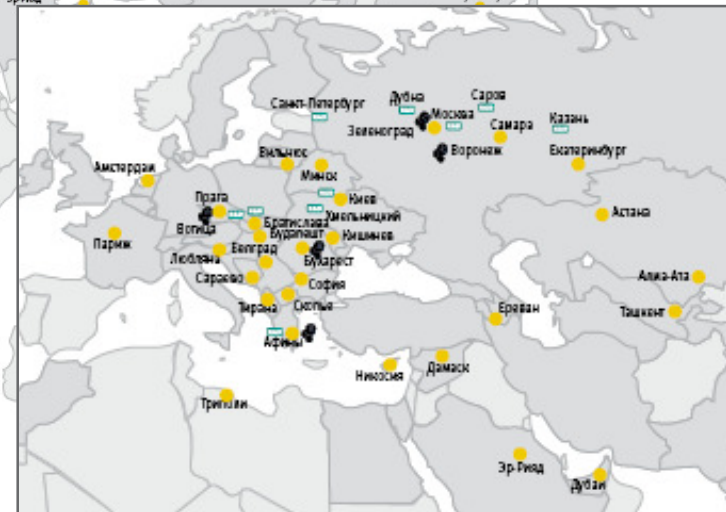 Санкт-Петербург
Дубна
Саров
Москва
Зеленоград
Самара
Казань
Вильнюс
Воронеж
Екатеринбург
Амстердам
Минск
Прага
Киев
Вотица
Братислава
Хмельницкий
Астана
Париж
Будапешт
Кишинев
Любляна
Белград
Бухарест
Сараево
София
Алма-Ата
Тирана
Скопье
Ереван
Ташкент
Афины
Никосия
Дамаск
Триполи
Эр-Рияд
Дубаи